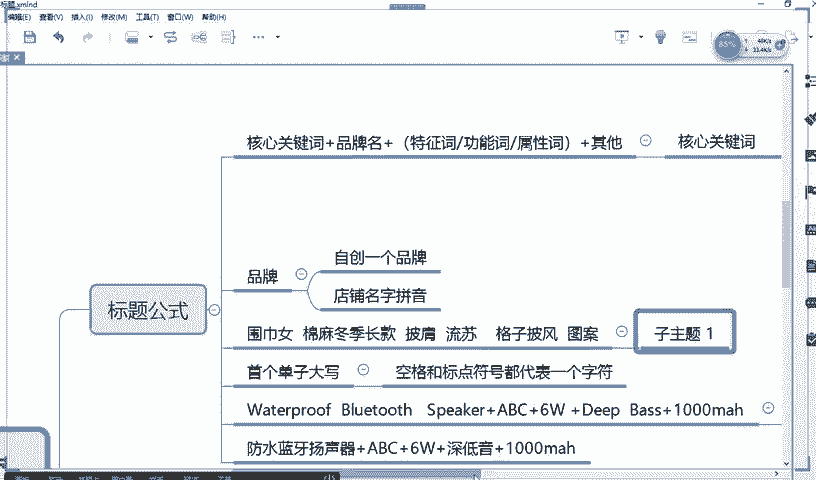 标题.xmind
编辑(E) 查看(V) 插入(I) 修改(M) 工具(T) 窗口(W) 帮助(H)
85%
核心关键词+品牌名+（特征词/功能词/属性词）+其他
核心关键词
自创一个品牌
品牌
店铺名字拼音
标题公式
围巾女 棉麻冬季长款 披肩 流苏 格子披风 图案
子主题 1
首个单子大写
空格和标点符号都代表一个字符
Waterproof Bluetooth Speaker+ABC+6W +Deep Bass+1000mah
防水蓝牙扬声器+ABC+6W+深低音+1000mah